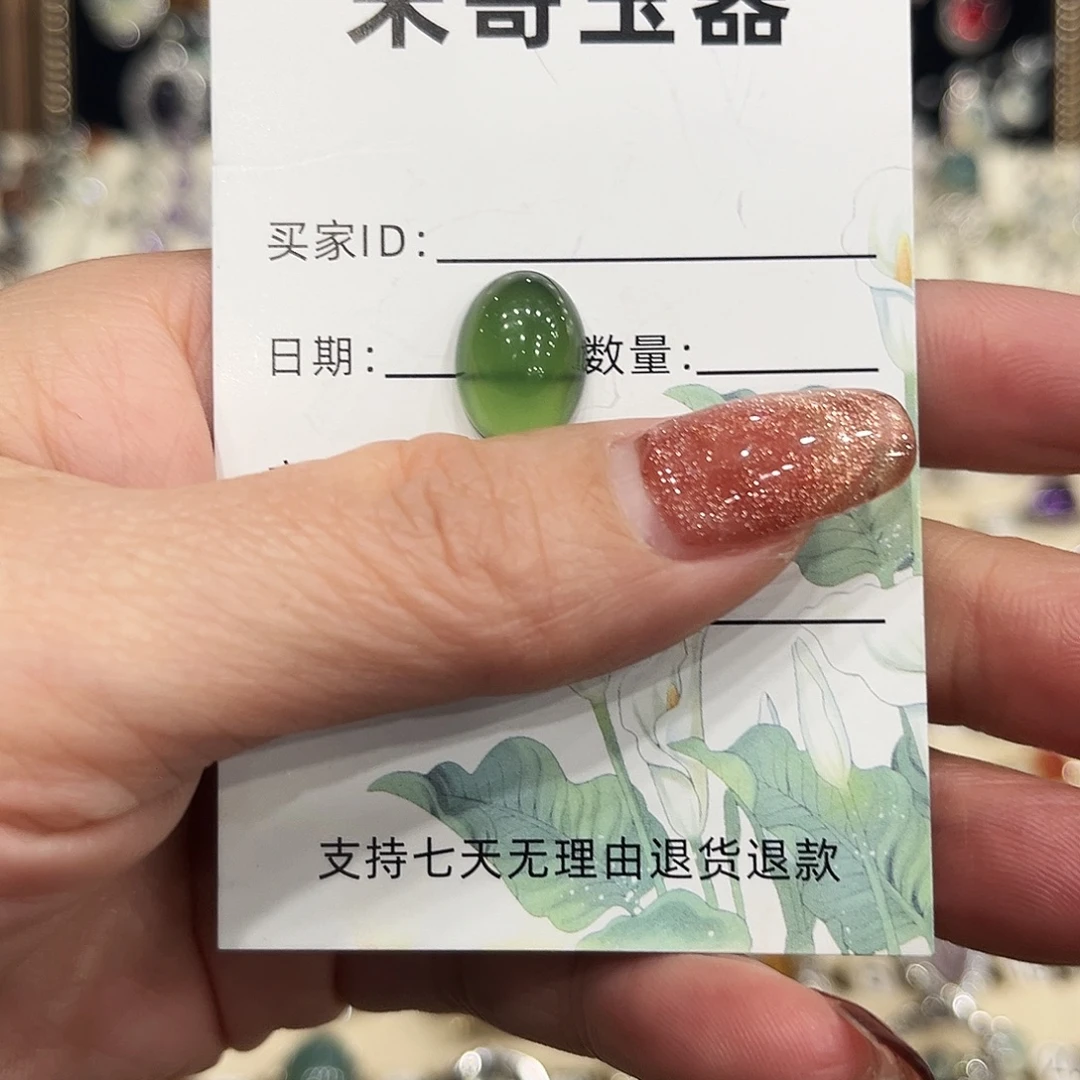 奇玉器
买家ID:
日期: 数量:
支持七天无理由退货退款